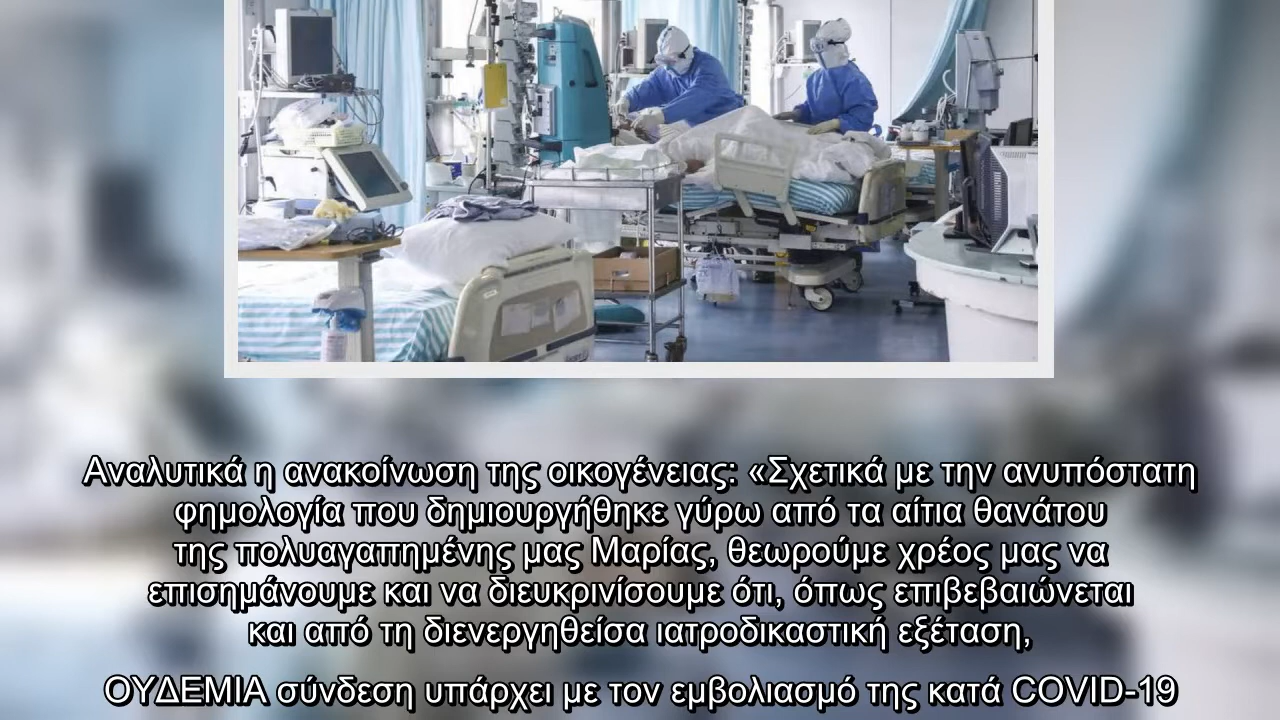 Αναλυτικά η ανακοίνωση της οικογένειας: «Σχετικά με την ανυπόστατη
φημολογία που δημιουργήθηκε γύρω από τα αίτια θανάτου
της πολυαγαπημένης μας Μαρίας, θεωρούμε χρέος μας να
επισημάνουμε και να διευκρινίσουμε ότι, όπως επιβεβαιώνεται
και από τη διενεργηθείσα ιατροδικαστική εξέταση,
ΟΥΔΕΜΙΑ σύνδεση υπάρχει με τον εμβολιασμό της κατά COVID-19